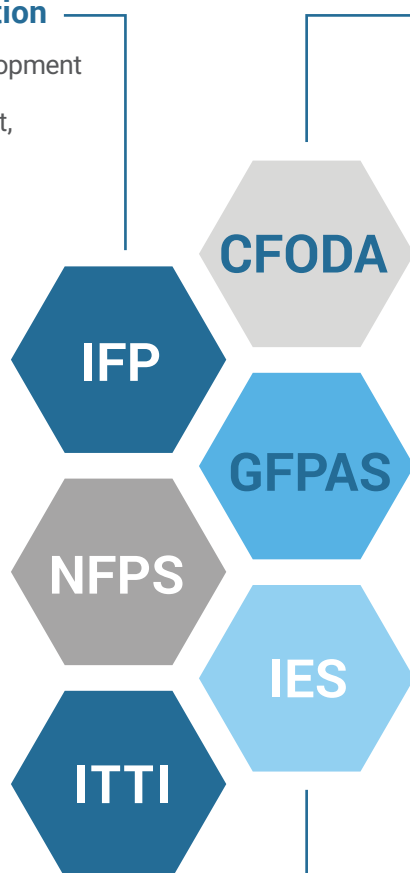 tion
opment
t,
CFODA
IFP
GFPAS
NFPS
IES
ITTI